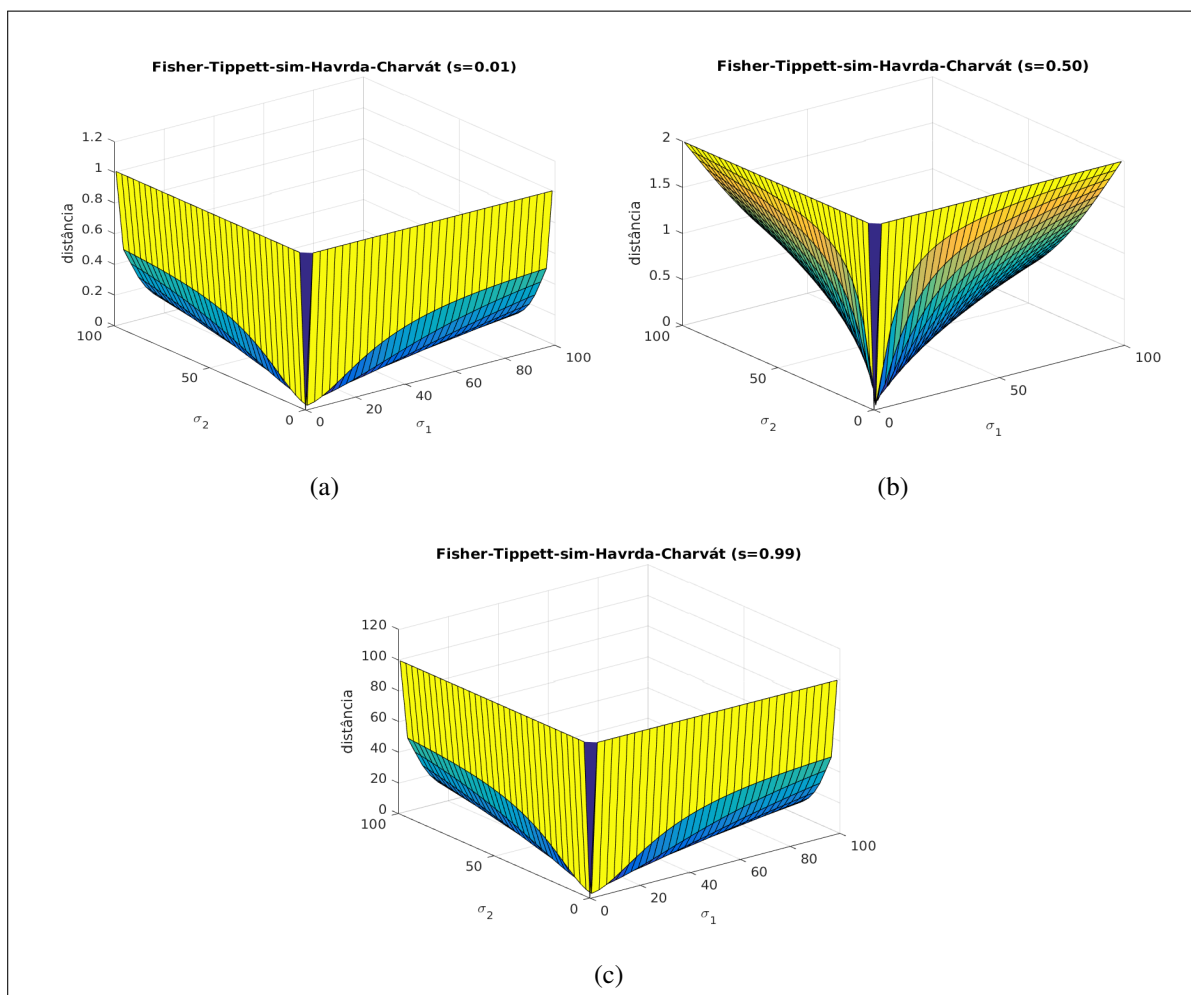 Fisher-Tippett-sim-Havrda-Charvát (s=0.01)
1.2
1
0.8
0.6
0.4
0.2
0
distância
100
50
0
σ2
0
20
40
60
80
100
σ1
(a)
Fisher-Tippett-sim-Havrda-Charvát (s=0.50)
2
1.5
1
0.5
0
distância
100
50
0
σ2
0
50
100
σ1
(b)
Fisher-Tippett-sim-Havrda-Charvát (s=0.99)
120
100
80
60
40
20
0
distância
100
50
0
σ2
0
20
40
60
80
100
σ1
(c)